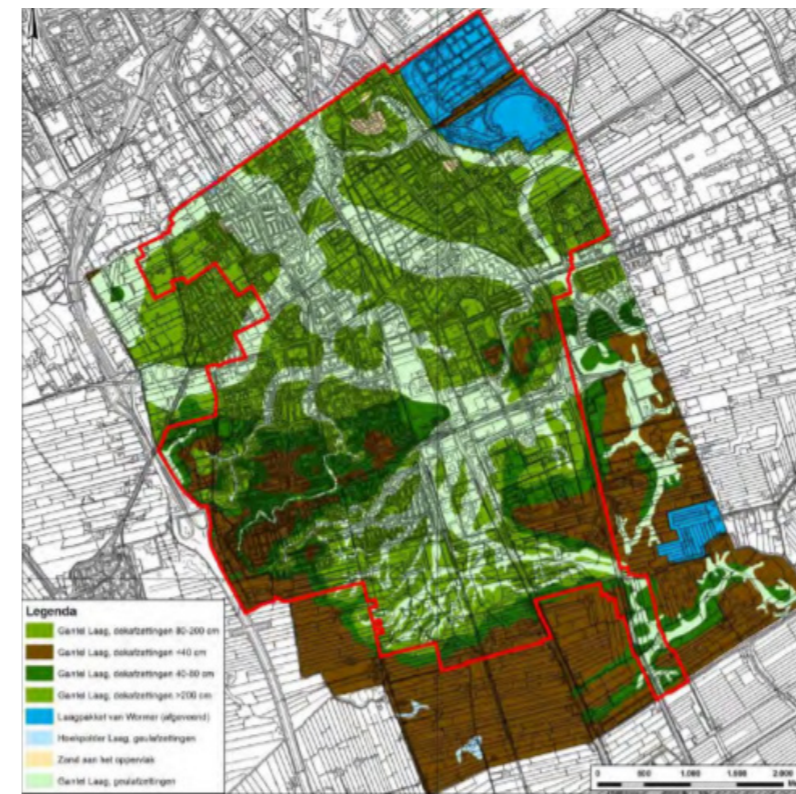 Legenda
Gantel Laag, dekafzettingen 80-200 cm
Gantel Laag, dekafzettingen <40 cm
Gantel Laag, dekafzettingen 40-80 cm
Gantel Laag, dekafzettingen >200 cm
Laagpakket van Wormer (afgeveend)
Hoekpolder Laag, geulafzettingen
Zand aan het oppervlak
Gantel Laag, geulafzettingen
0 500 1.000 1.500 2.000